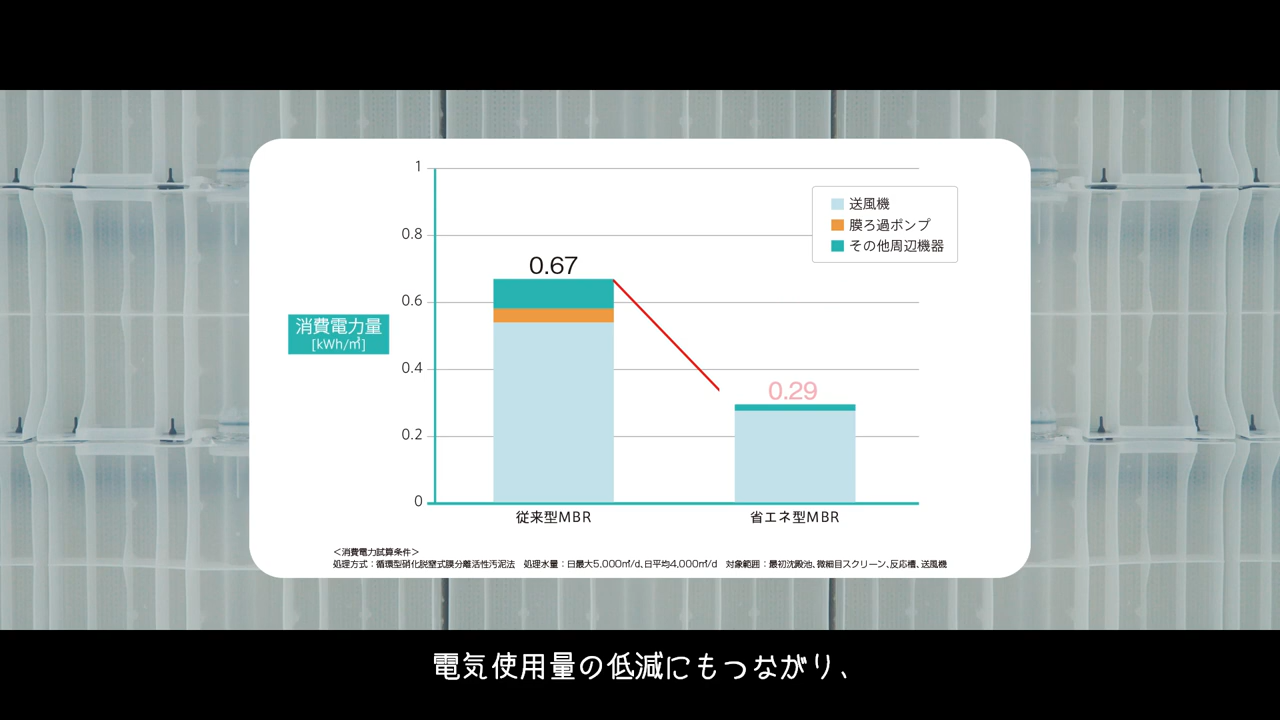 1
0.8
0.6
0.4
0.2
0
消費電力量
[kWh/㎥]
送風機
膜ろ過ポンプ
その他周辺機器
0.67
0.29
従来型MBR
省エネ型MBR
＜消費電力試算条件＞
処理方式：循環型硝化脱窒式膜分離活性汚泥法　処理水量：日最大5,000㎥/d、日平均4,000㎥/d　対象範囲：最初沈殿池、微細目スクリーン、反応槽、送風機
電気使用量の低減にもつながり、